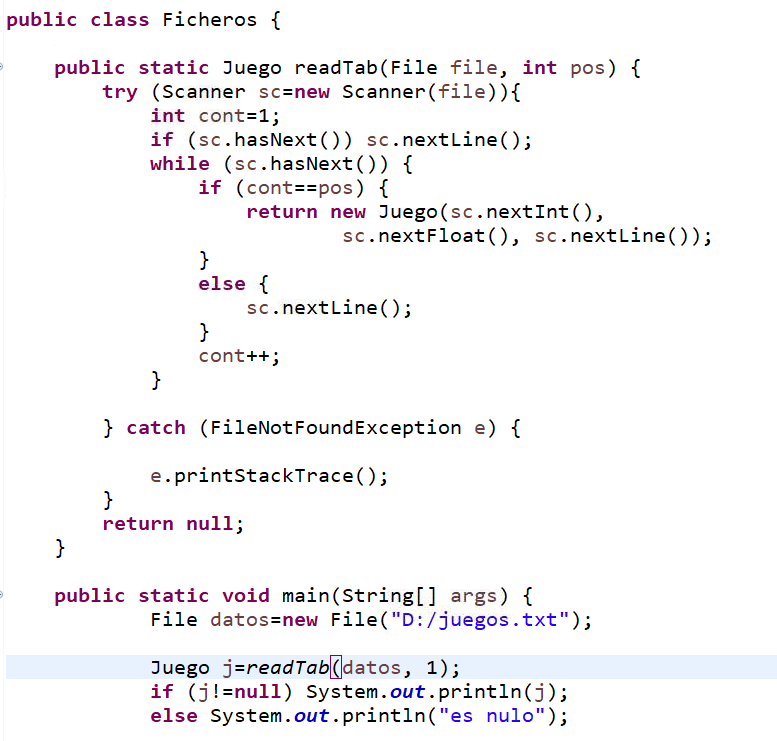 public class Ficheros {
public static Juego readTab(File file, int pos) {
try (Scanner sc=new Scanner(file)){
int cont=1;
if (sc.hasNext()) sc.nextLine();
while (sc.hasNext()) {
if (cont==pos) {
return new Juego(sc.nextInt(),
sc.nextFloat(), sc.nextLine());
}
else {
sc.nextLine();
}
cont++;
}
} catch (FileNotFoundException e) {
e.printStackTrace();
}
return null;
}
public static void main(String[] args) {
File datos=new File("D:/juegos.txt");
Juego j=readTab(datos, 1);
if (j!=null) System.out.println(j);
else System.out.println("es nulo");